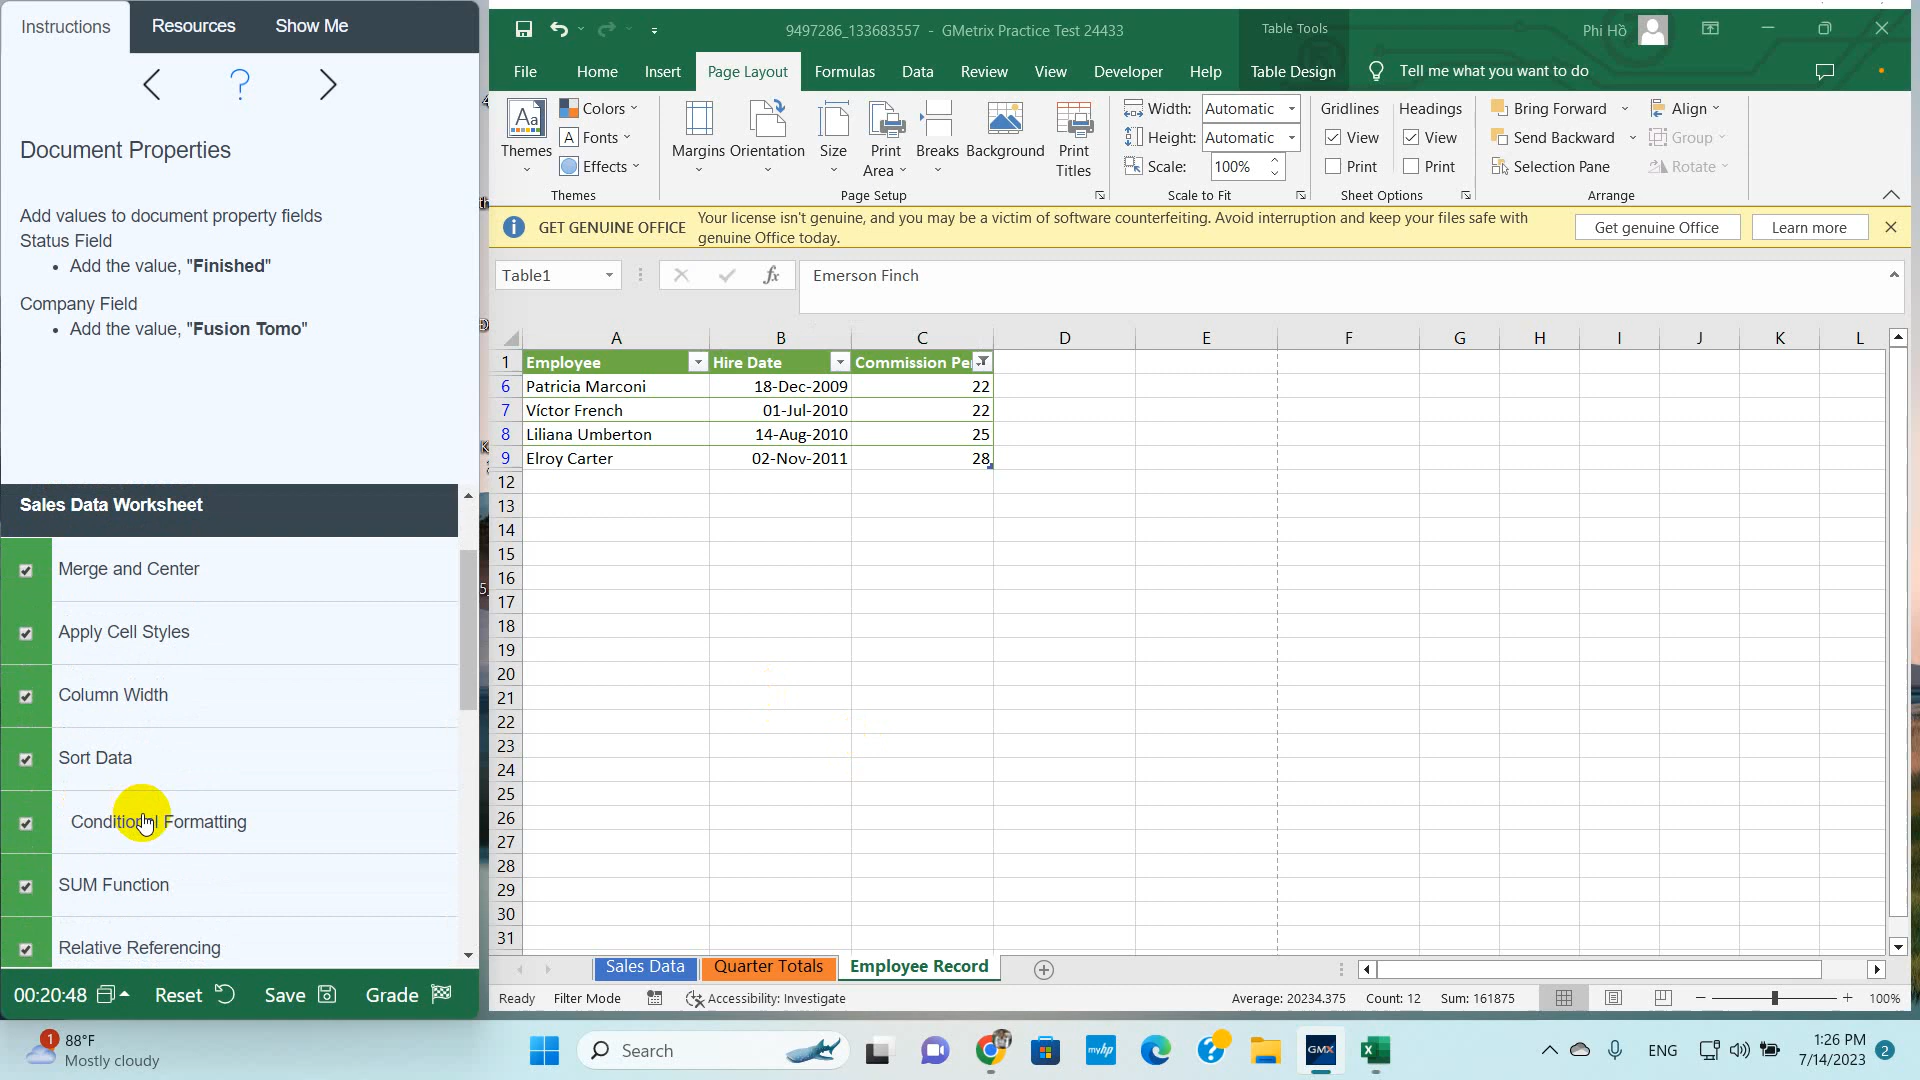 Instructions Resources Show Me
?
Document Properties
Add values to document property fields
Status Field
• Add the value, "Finished"
Company Field
• Add the value, "Fusion Tomo"
Sales Data Worksheet
Merge and Center
Apply Cell Styles
Column Width
Sort Data
Conditional Formatting
SUM Function
Relative Referencing
00:20:48 Reset Save Grade
9497286_133683557 - GMetrix Practice Test 24433
Table Tools
Phi Hồ
File Home Insert Page Layout Formulas Data Review View Developer Help Table Design Tell me what you want to do
Aa
Themes
Colors
A Fonts
Effects
Themes
Margins Orientation Size Print Area Breaks Background Print Titles
Page Setup
Width: Automatic
Height: Automatic
Scale: 100%
Scale to Fit
Gridlines Headings
View View
Print Print
Sheet Options
Bring Forward Align
Send Backward Group
Selection Pane Rotate
Arrange
GET GENUINE OFFICE Your license isn't genuine, and you may be a victim of software counterfeiting. Avoid interruption and keep your files safe with
genuine Office today.
Get genuine Office Learn more
Table1 fx Emerson Finch
A B C D E F G H I J K L
1 Employee Hire Date Commission Pe
6 Patricia Marconi 18-Dec-2009 22
7 Víctor French 01-Jul-2010 22
8 Liliana Umberton 14-Aug-2010 25
9 Elroy Carter 02-Nov-2011 28
12
13
14
15
16
17
18
19
20
21
22
23
24
25
26
27
28
29
30
31
Sales Data Quarter Totals Employee Record
Ready Filter Mode Accessibility: Investigate Average: 20234.375 Count: 12 Sum: 161875 100%
1
88°F
Mostly cloudy
Search
myhp
GMX
ENG
1:26 PM
7/14/2023
2